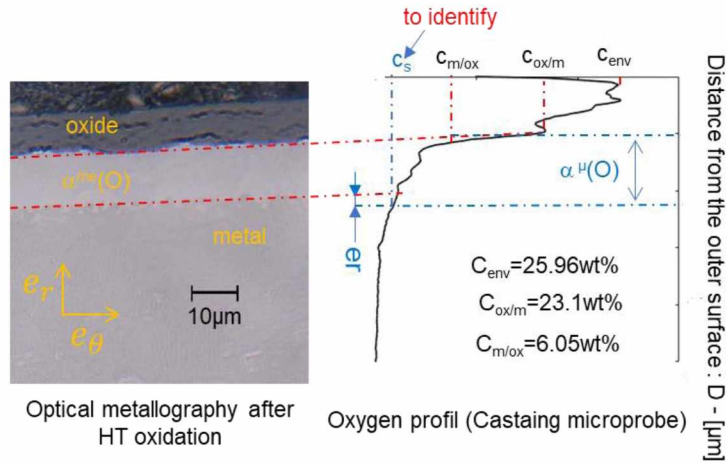 to identify
cs
cm/ox
cox/m
cenv
oxide
αme(O)
metal
er
eθ
10μm
er
α μ(O)
Cenv=25.96wt%
Cox/m=23.1wt%
Cm/ox=6.05wt%
Distance from the outer surface : D - [μm]
Optical metallography after
HT oxidation
Oxygen profil (Castaing microprobe)